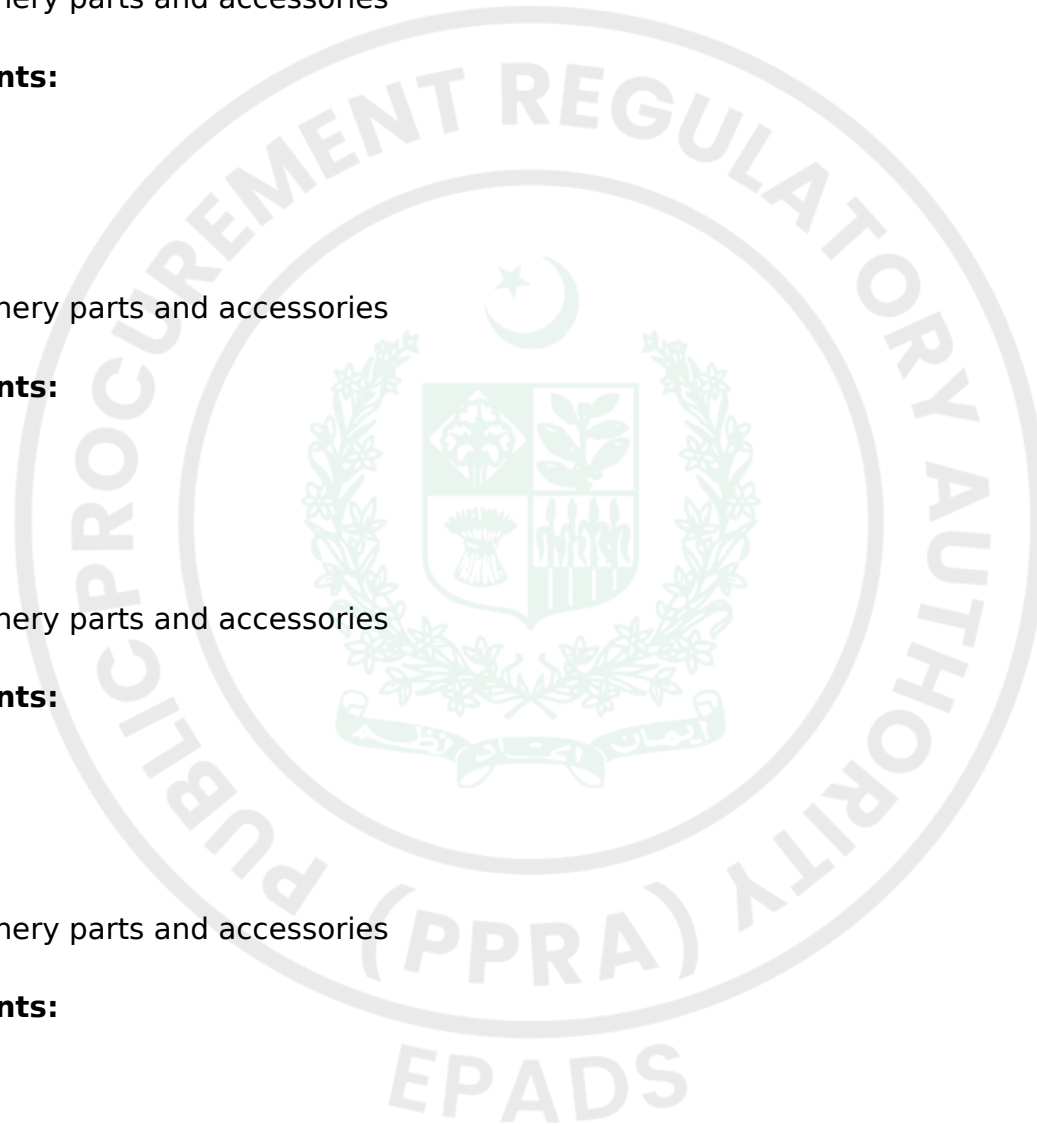 nery parts and accessories
nts:
nery parts and accessories
nts:
nery parts and accessories
nts:
nery parts and accessories
nts:
PUBLIC PROCUREMENT REGULATORY AUTHORITY
(PPRA)
EPADS